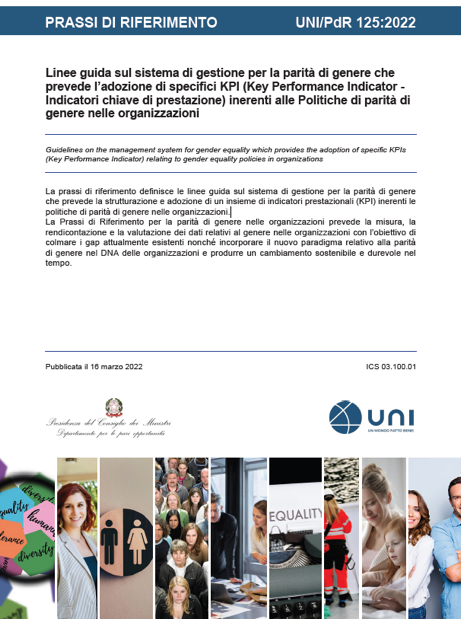 PRASSI DI RIFERIMENTO UNI/PdR 125:2022
Linee guida sul sistema di gestione per la parità di genere che
prevede l'adozione di specifici KPI (Key Performance Indicator -
Indicatori chiave di prestazione) inerenti alle Politiche di parità di
genere nelle organizzazioni
Guidelines on the management system for gender equality which provides the adoption of specific KPIs
(Key Performance Indicator) relating to gender equality policies in organizations
La prassi di riferimento definisce le linee guida sul sistema di gestione per la parità di genere
che prevede la strutturazione e adozione di un insieme di indicatori prestazionali (KPI) inerenti le
politiche di parità di genere nelle organizzazioni.
La Prassi di Riferimento per la parità di genere nelle organizzazioni prevede la misura, la
rendicontazione e la valutazione dei dati relativi al genere nelle organizzazioni con l'obiettivo di
colmare i gap attualmente esistenti nonché incorporare il nuovo paradigma relativo alla parità
di genere nel DNA delle organizzazioni e produrre un cambiamento sostenibile e durevole nel
tempo.
Pubblicata il 16 marzo 2022 ICS 03.100.01
Presidenza del Consiglio dei Ministri
Dipartimento per le pari opportunità
UNI
UN MONDO FATTO BENE
diversity
equality
human
tolerance
diversity
EQUALITY